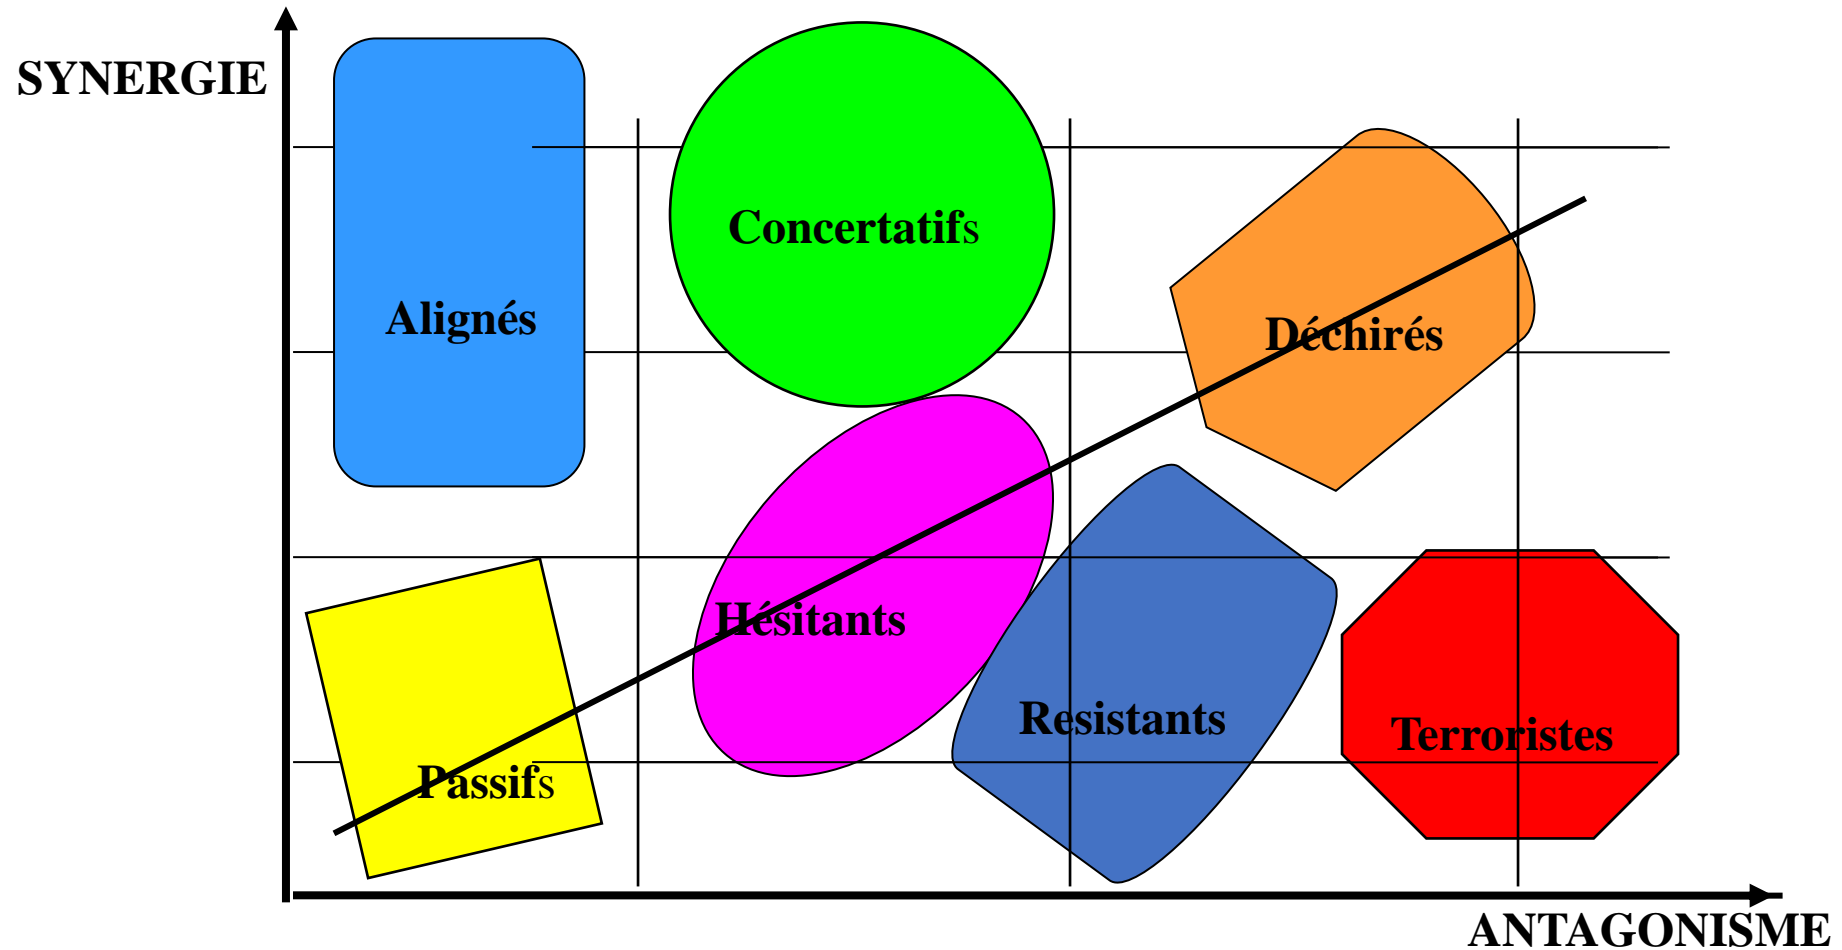 SYNERGIE
Concertatifs
Alignés
Déchirés
Hésitants
Resistants
Terroristes
Passifs
ANTAGONISME